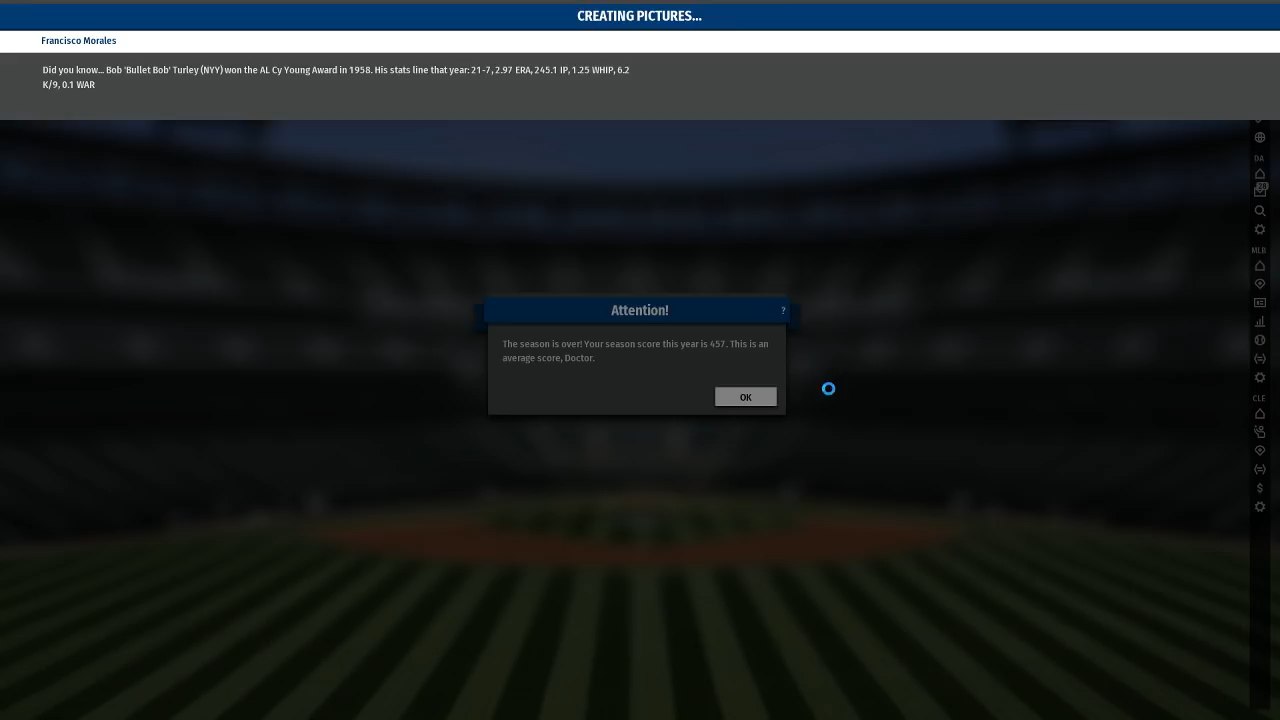 CREATING PICTURES...
Francisco Morales
Did you know... Bob 'Bullet Bob' Turley (NYY) won the AL Cy Young Award in 1958. His stats line that year: 21-7, 2.97 ERA, 245.1 IP, 1.25 WHIP, 6.2
K/9, 0.1 WAR
DA
MLB
Attention!
?
The season is over! Your season score this year is 457. This is an
average score, Doctor.
OK
CLE
$